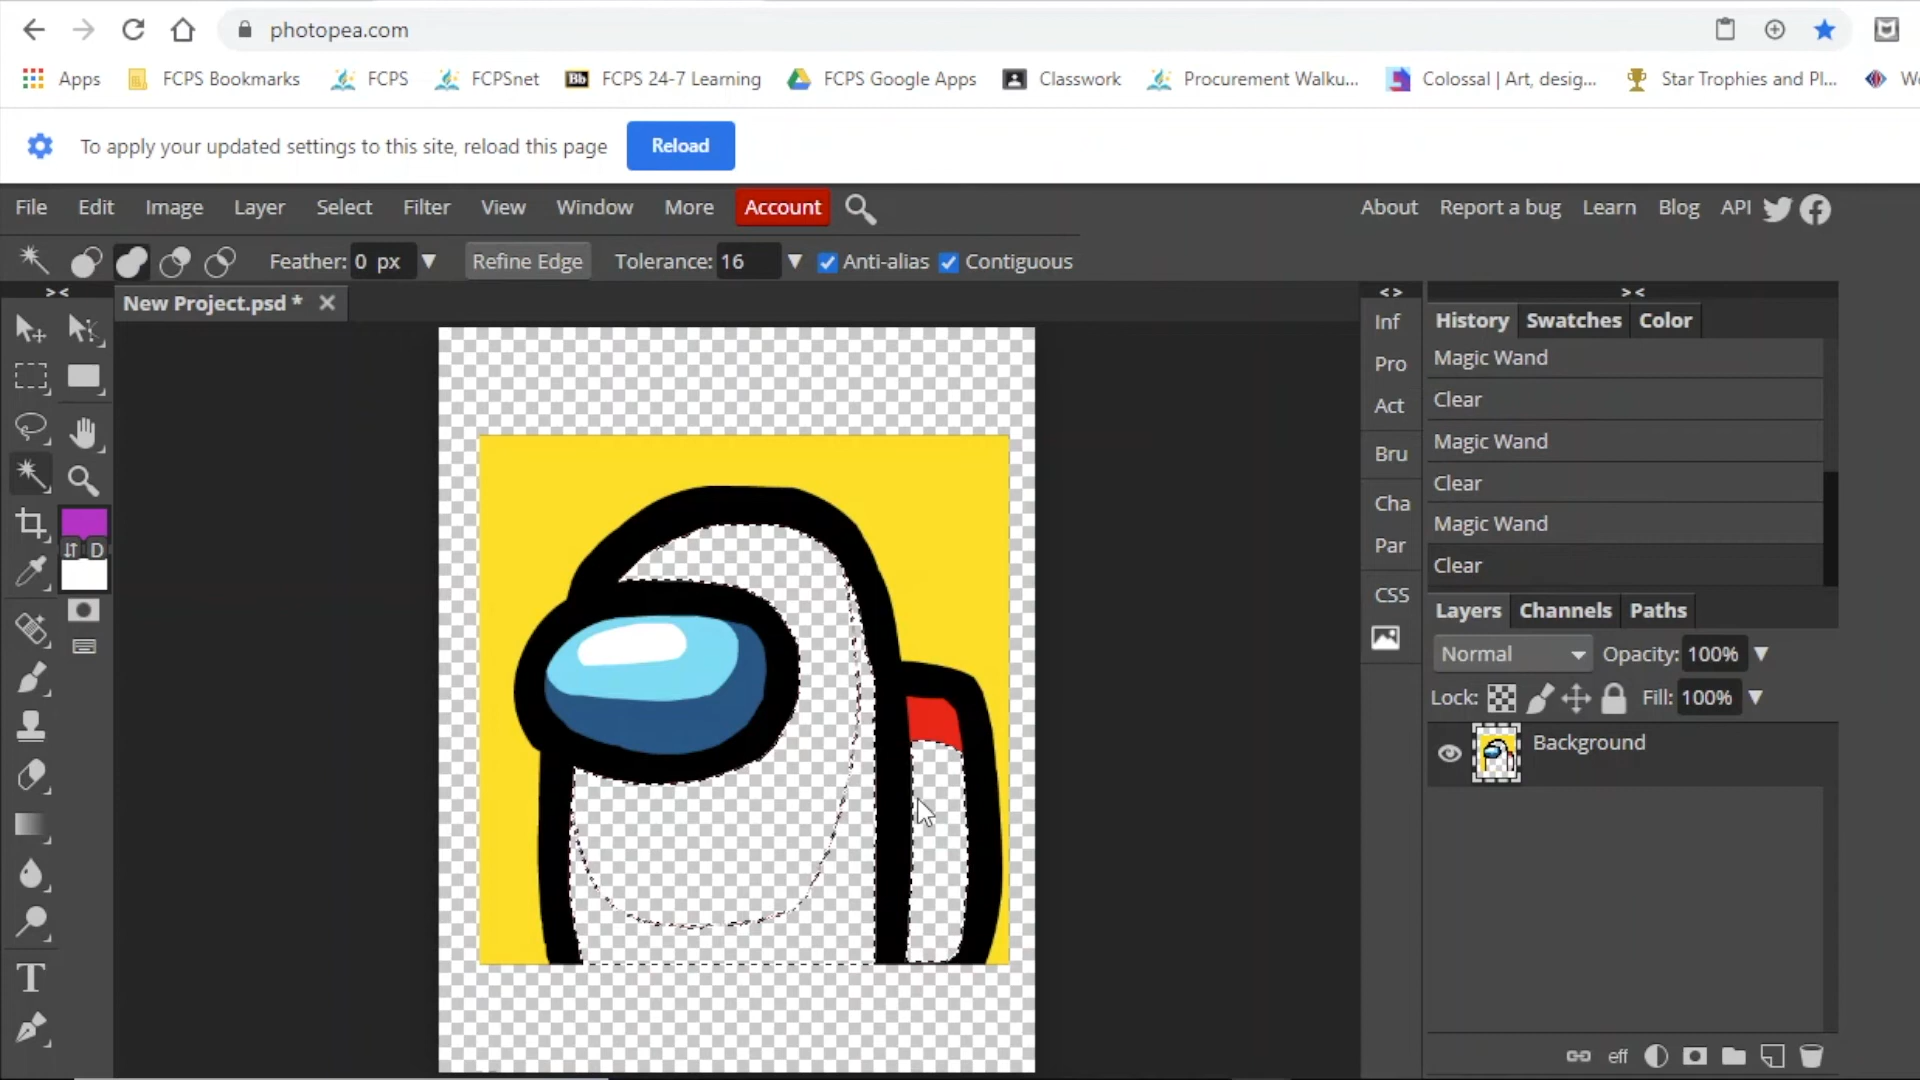 photopea.com
Apps FCPS Bookmarks FCPS FCPSnet Bb FCPS 24-7 Learning FCPS Google Apps Classwork Procurement Walku... Colossal | Art, desig... Star Trophies and Pl...
To apply your updated settings to this site, reload this page Reload
File Edit Image Layer Select Filter View Window More Account About Report a bug Learn Blog API
Feather: 0 px Refine Edge Tolerance: 16 Anti-alias Contiguous
> < New Project.psd * < > > <
Inf History Swatches Color
Magic Wand
Pro
Clear
Act
Magic Wand
Bru
Clear
Cha
Magic Wand
Par
Clear
CSS
Layers Channels Paths
Normal Opacity: 100%
Lock: Fill: 100%
Background
D
T
eff